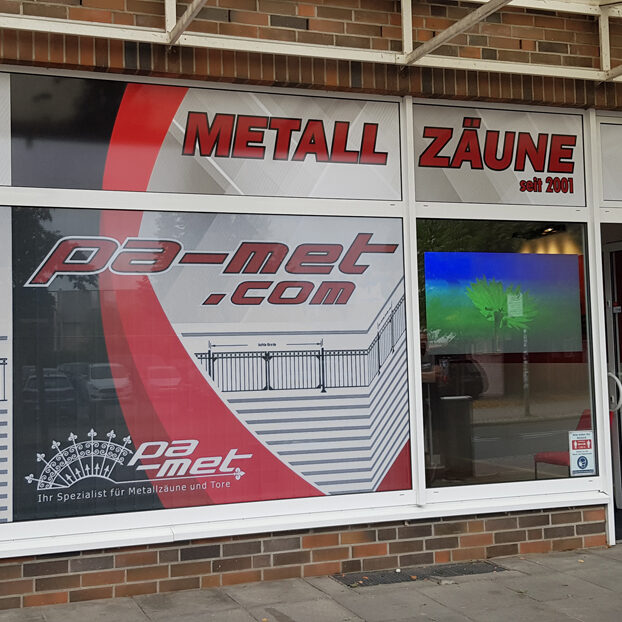 METALL ZÄUNE
seit 2001
pa-met
.com
pa
-met
Ihr Spezialist für Metallzäune und Tore